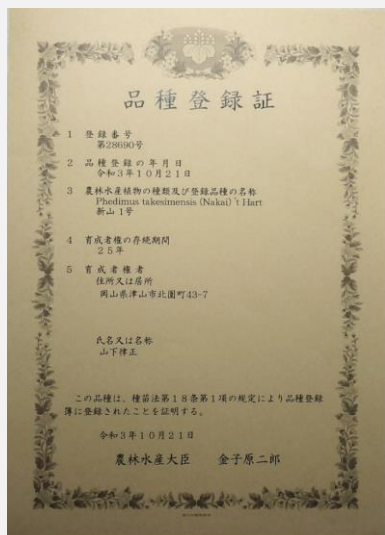 品種登録証
1 登録番号
第28690号
2 品種登録の年月日
令和3年10月21日
3 農林水産植物の種類及び登録品種の名称
Phedimus takesimensis (Nakai) 't Hart
新山1号
4 育成者権の存続期間
25年
5 育成者権者
住所又は居所
岡山県津山市北園町43-7
氏名又は名称
山下律正
この品種は、種苗法第18条第1項の規定により品種登録
簿に登録されたことを証明する。
令和3年10月21日
農林水産大臣 金子原二郎